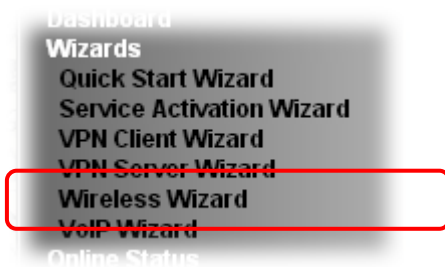 Dashboard
Wizards
Quick Start Wizard
Service Activation Wizard
VPN Client Wizard
VPN Server Wizard
Wireless Wizard
VoIP Wizard
Online Status